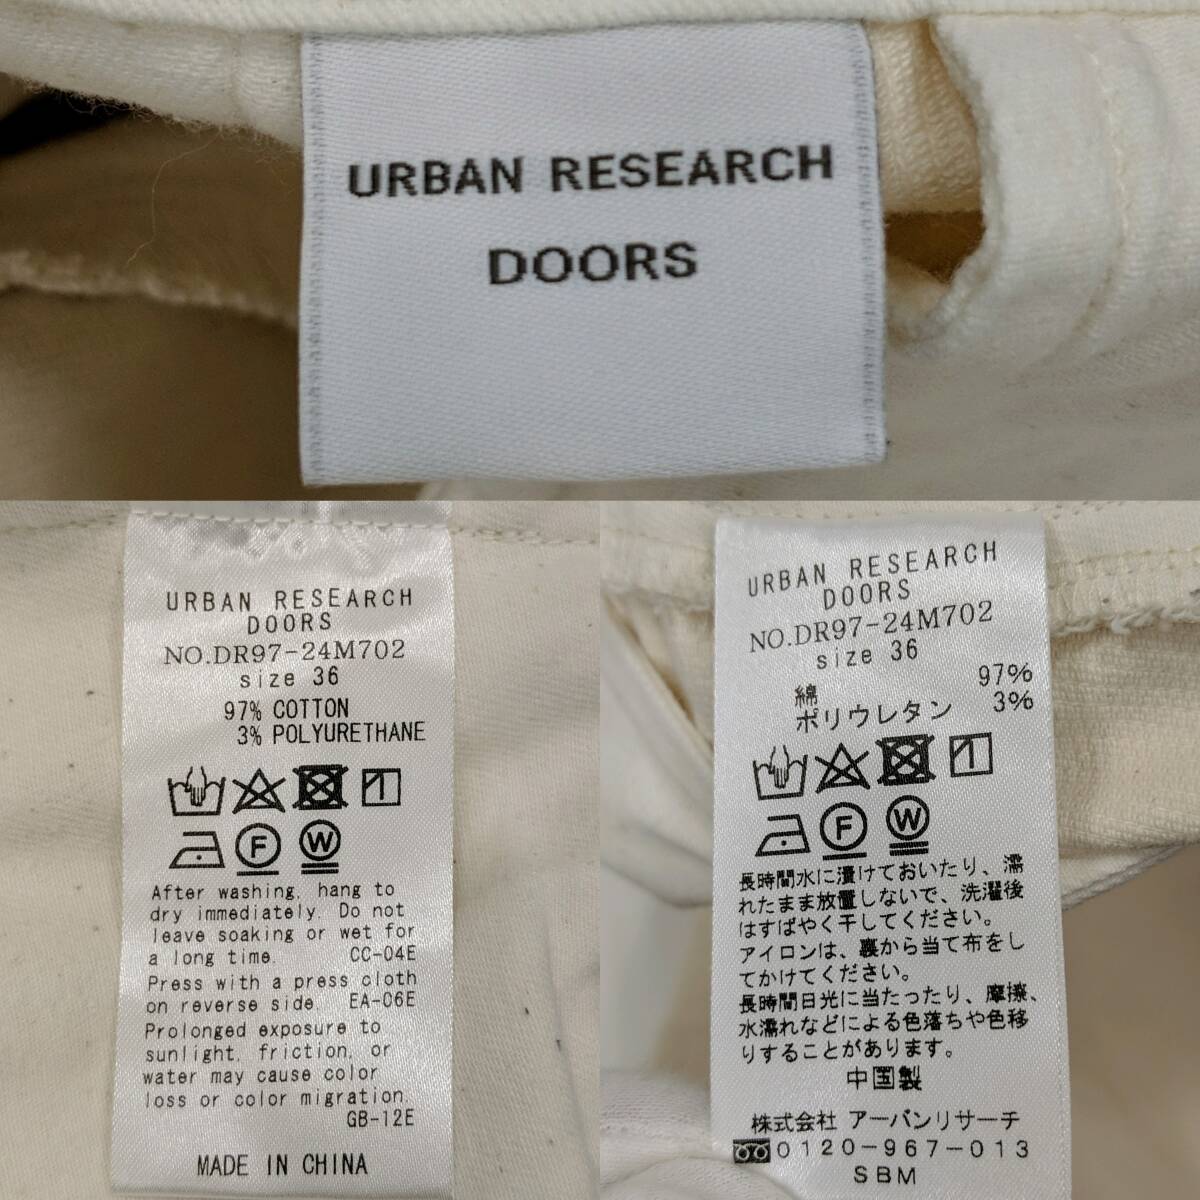 URBAN RESEARCH
DOORS
URBAN RESEARCH
DOORS
NO.DR97-24M702
size 36
97% COTTON
3% POLYURETHANE
F W
After washing, hang to
dry immediately. Do not
leave soaking or wet for
a long time. CC-04E
Press with a press cloth
on reverse side. EA-06E
Prolonged exposure to
sunlight, friction, or
water may cause color
loss or color migration.
GB-12E
MADE IN CHINA
URBAN RESEARCH
DOORS
NO.DR97-24M702
size 36
綿 97%
ポリウレタン 3%
F W
長時間水に漬けておいたり、濡
れたまま放置しないで、洗濯後
はすばやく干してください。
アイロンは、裏から当て布をし
てかけてください。
長時間日光に当たったり、摩擦、
水濡れなどによる色落ちや色移
りすることがあります。
中国製
株式会社 アーバンリサーチ
0120-967-013
SBM